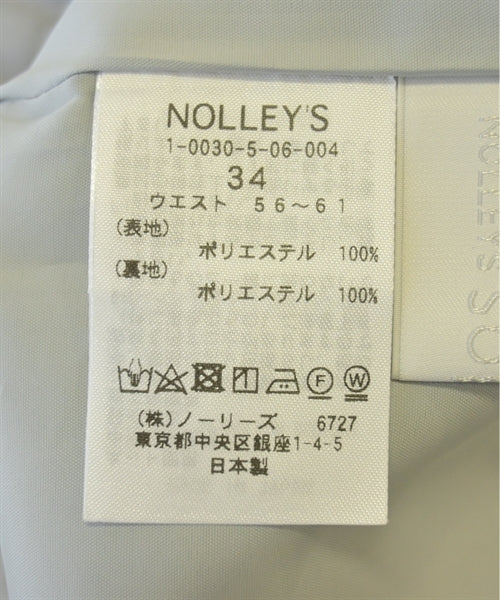 NOLLEY'S
1-0030-5-06-004
34
ウエスト 56～61
(表地)
ポリエステル 100%
(裏地)
ポリエステル 100%
F W
(株)ノーリーズ 6727
東京都中央区銀座1-4-5
日本製
NOLLEY'S SO